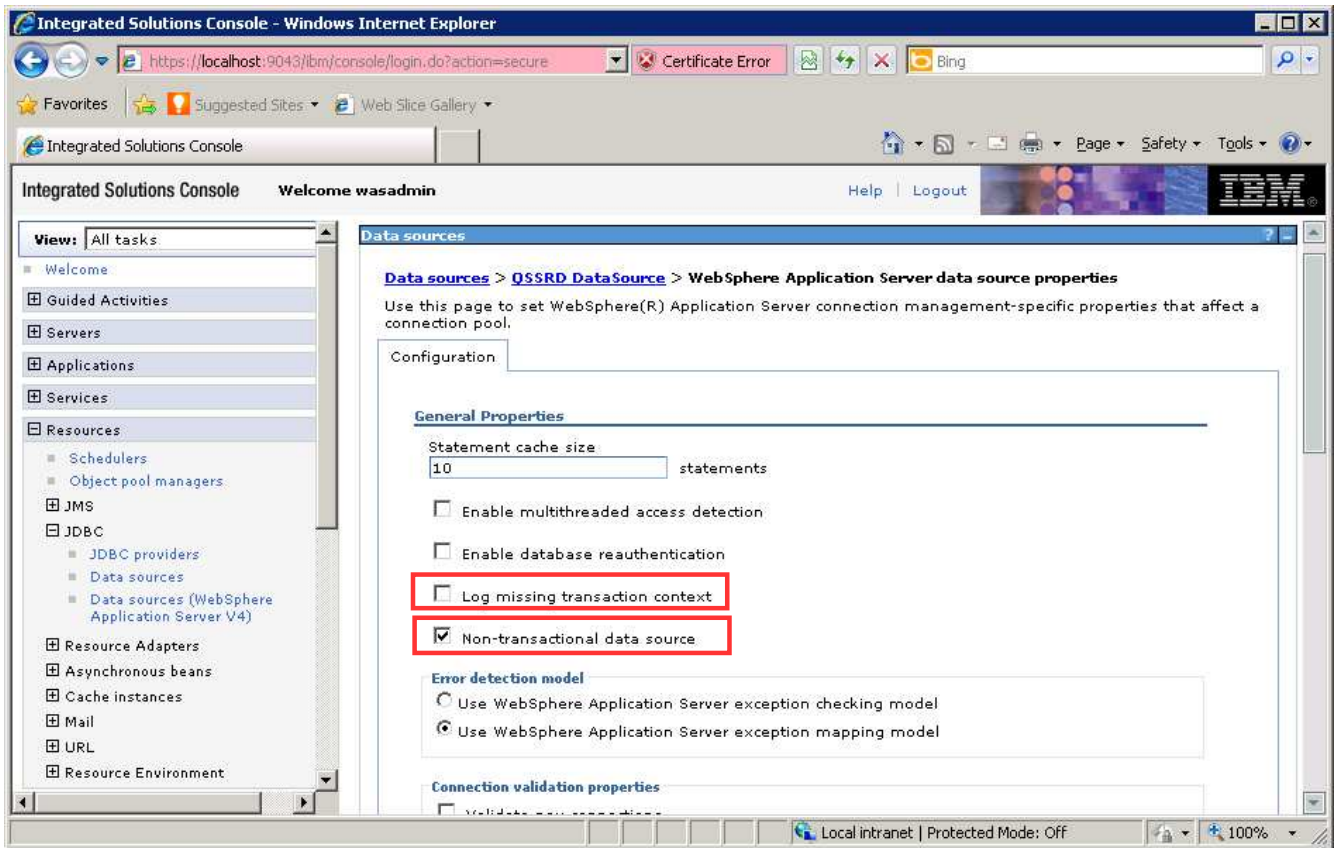 Integrated Solutions Console - Windows Internet Explorer
https://localhost:9043/ibm/console/login.do?action=secure Certificate Error Bing
Favorites Suggested Sites Web Slice Gallery
Integrated Solutions Console Page Safety Tools
Integrated Solutions Console Welcome wasadmin Help | Logout IBM®
View: All tasks
Welcome
Guided Activities
Servers
Applications
Services
Resources
Schedulers
Object pool managers
JMS
JDBC
JDBC providers
Data sources
Data sources (WebSphere
Application Server V4)
Resource Adapters
Asynchronous beans
Cache instances
Mail
URL
Resource Environment
Data sources ? -
Data sources > QSSRD DataSource > WebSphere Application Server data source properties
Use this page to set WebSphere(R) Application Server connection management-specific properties that affect a
connection pool.
Configuration
General Properties
Statement cache size
10 statements
Enable multithreaded access detection
Enable database reauthentication
Log missing transaction context
Non-transactional data source
Error detection model
Use WebSphere Application Server exception checking model
Use WebSphere Application Server exception mapping model
Connection validation properties
Validate new connections
Local intranet | Protected Mode: Off 100%